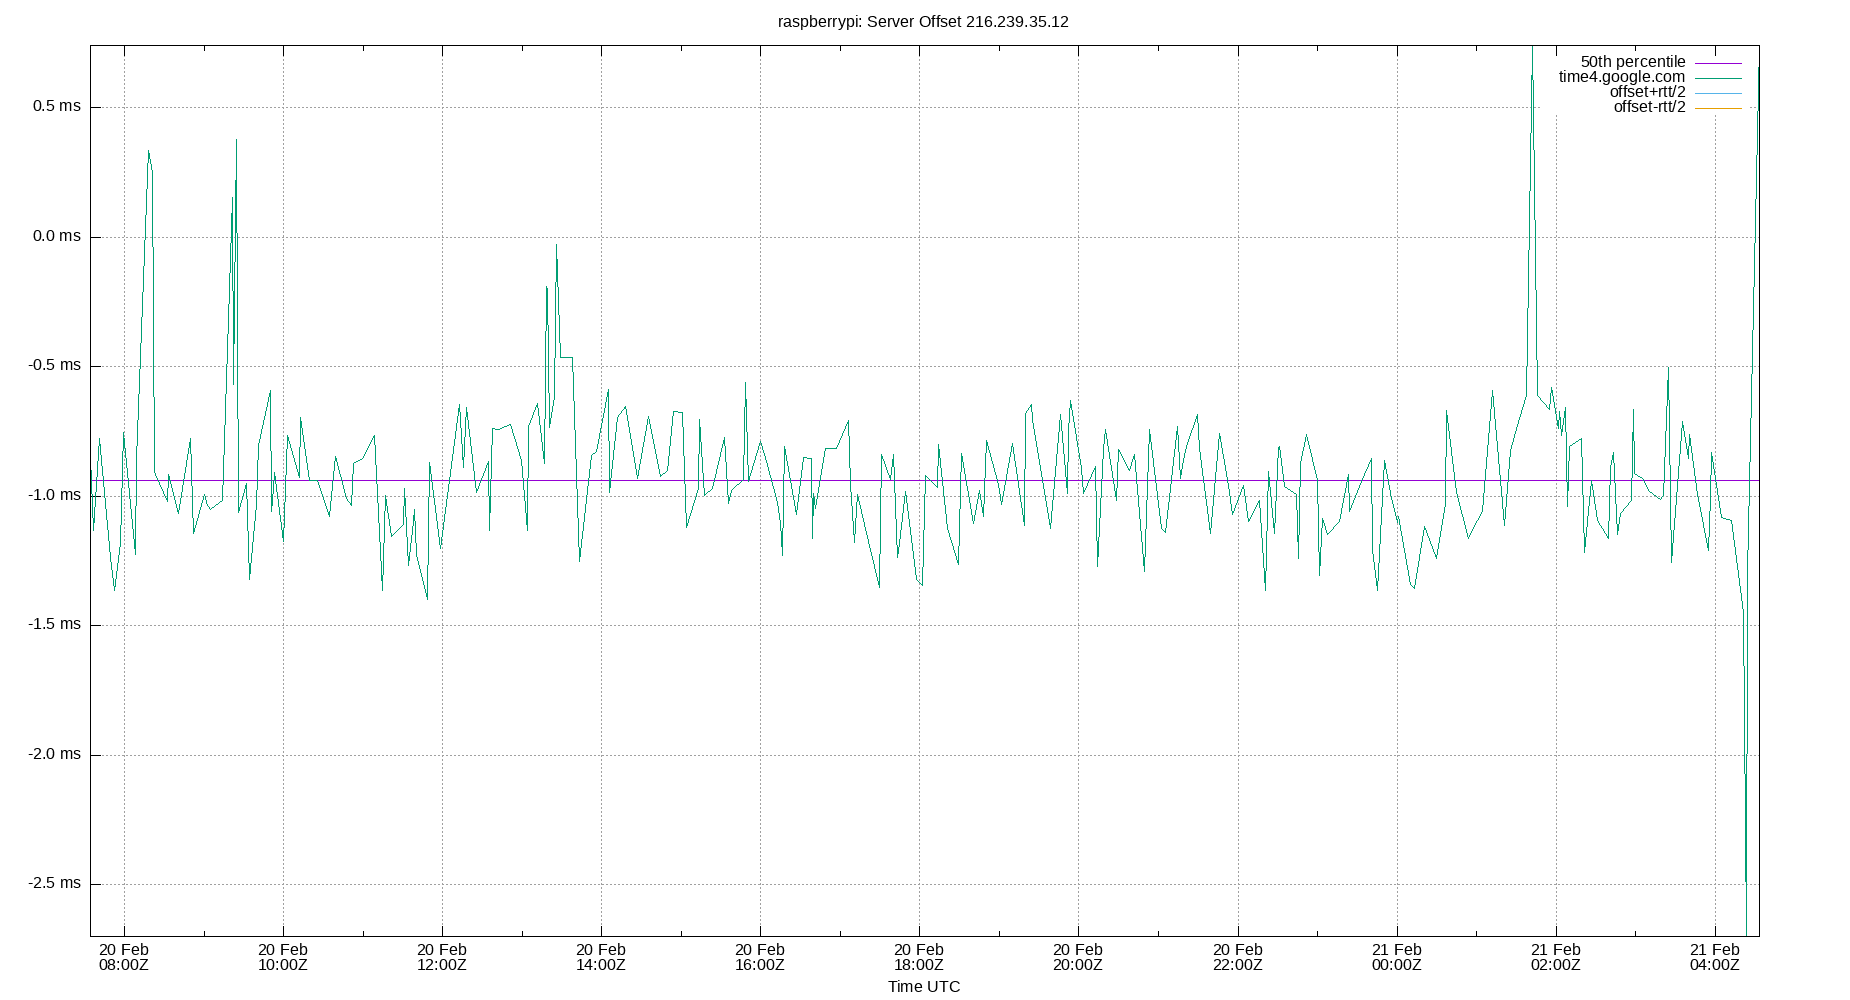 raspberrypi: Server Offset 216.239.35.12
50th percentile
time4.google.com
offset+rtt/2
offset-rtt/2
0.5 ms
0.0 ms
-0.5 ms
-1.0 ms
-1.5 ms
-2.0 ms
-2.5 ms
20 Feb 20 Feb 20 Feb 20 Feb 20 Feb 20 Feb 20 Feb 20 Feb 21 Feb 21 Feb 21 Feb
08:00Z 10:00Z 12:00Z 14:00Z 16:00Z 18:00Z 20:00Z 22:00Z 00:00Z 02:00Z 04:00Z
Time UTC